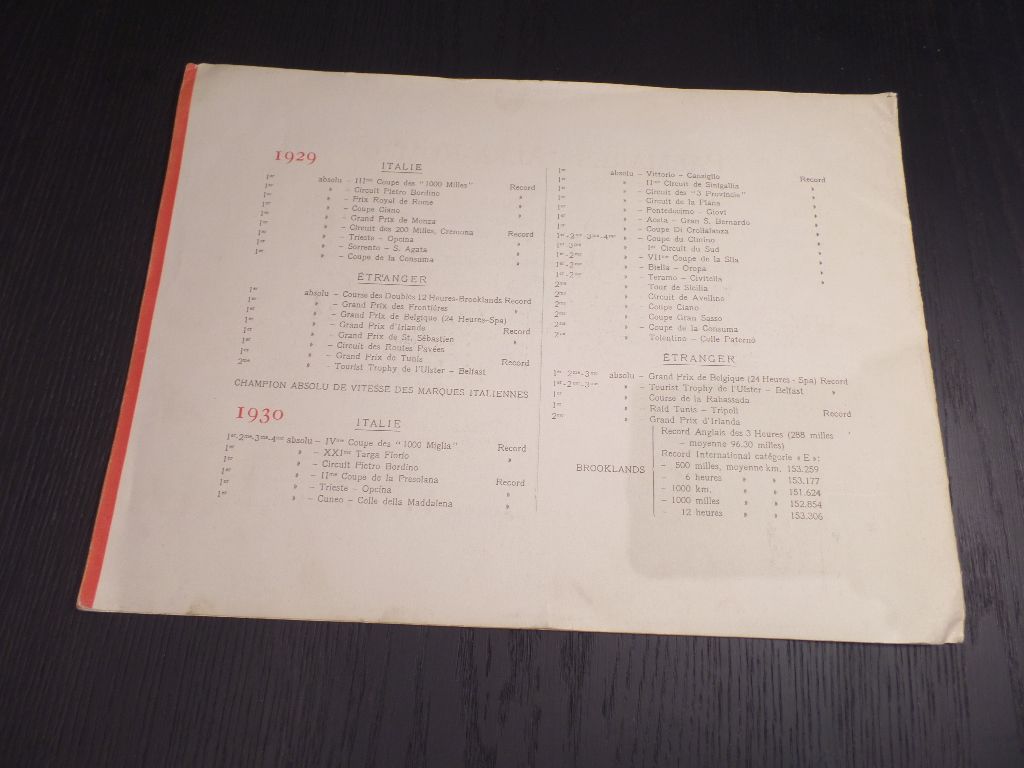 1929
ITALIE
1er absolu – IIIme Coupe des "1000 Milles" Record
1er » – Circuit Pietro Bordino »
1er » – Prix Royal de Rome »
1er » – Coupe Ciano »
1er » – Grand Prix de Monza
1er » – Circuit des 200 Milles, Cremona Record
1er » – Trieste – Opcina »
1er » – Sorrento – S. Agata »
1er » – Coupe de la Consuma »
ÉTRANGER
1er absolu – Course des Doubles 12 Heures-Brooklands Record
1er » – Grand Prix des Frontières »
1er » – Grand Prix de Belgique (24 Heures-Spa)
1er » – Grand Prix d'Irlande Record
1er » – Grand Prix de St. Sébastien »
1er » – Circuit des Routes Pavées
1er » – Grand Prix de Tunis Record
2me » – Tourist Trophy de l'Ulster – Belfast
CHAMPION ABSOLU DE VITESSE DES MARQUES ITALIENNES
1930
ITALIE
1er-2me-3me-4me absolu – IVme Coupe des "1000 Miglia" Record
1er » – XXIme Targa Florio »
1er » – Circuit Pietro Bordino
1er » – IIme Coupe de la Presolana Record
1er » – Trieste – Opcina »
1er » – Cuneo – Colle della Maddalena »
1er absolu – Vittorio – Cansiglio Record
1er » – IIme Circuit de Sinigallia »
1er » – Circuit des "3 Provincie" »
1er » – Circuit de la Plana »
1er » – Pontedecimo – Giovi »
1er » – Aosta – Gran S. Bernardo »
1er » – Coupe Di Crollalanza »
1er-2me-3me-4me » – Coupe du Cimino »
1er-3me » – 1er Circuit du Sud »
1er-2me » – VIIme Coupe de la Sila »
1er-2me » – Biella – Oropa »
1er-2me » – Teramo – Civitella »
2me » – Tour de Sicilia
2me » – Circuit de Avellino
2me » – Coupe Ciano
2me » – Coupe Gran Sasso
2me » – Coupe de la Consuma
2me » – Tolentino – Colle Paterno
ÉTRANGER
1er-2me-3me absolu – Grand Prix de Belgique (24 Heures - Spa) Record
1er-2me-3me » – Tourist Trophy de l'Ulster – Belfast »
1er » – Course de la Rabassada
1er » – Raid Tunis – Tripoli Record
2me » – Grand Prix d'Irlanda
Record Anglais des 3 Heures (288 milles
– moyenne 96.30 milles)
Record International catégorie « E »:
BROOKLANDS – 500 milles, moyenne km. 153.259
– 6 heures » » 153.177
– 1000 km. » » 151.624
– 1000 milles » » 152.854
– 12 heures » » 153.306